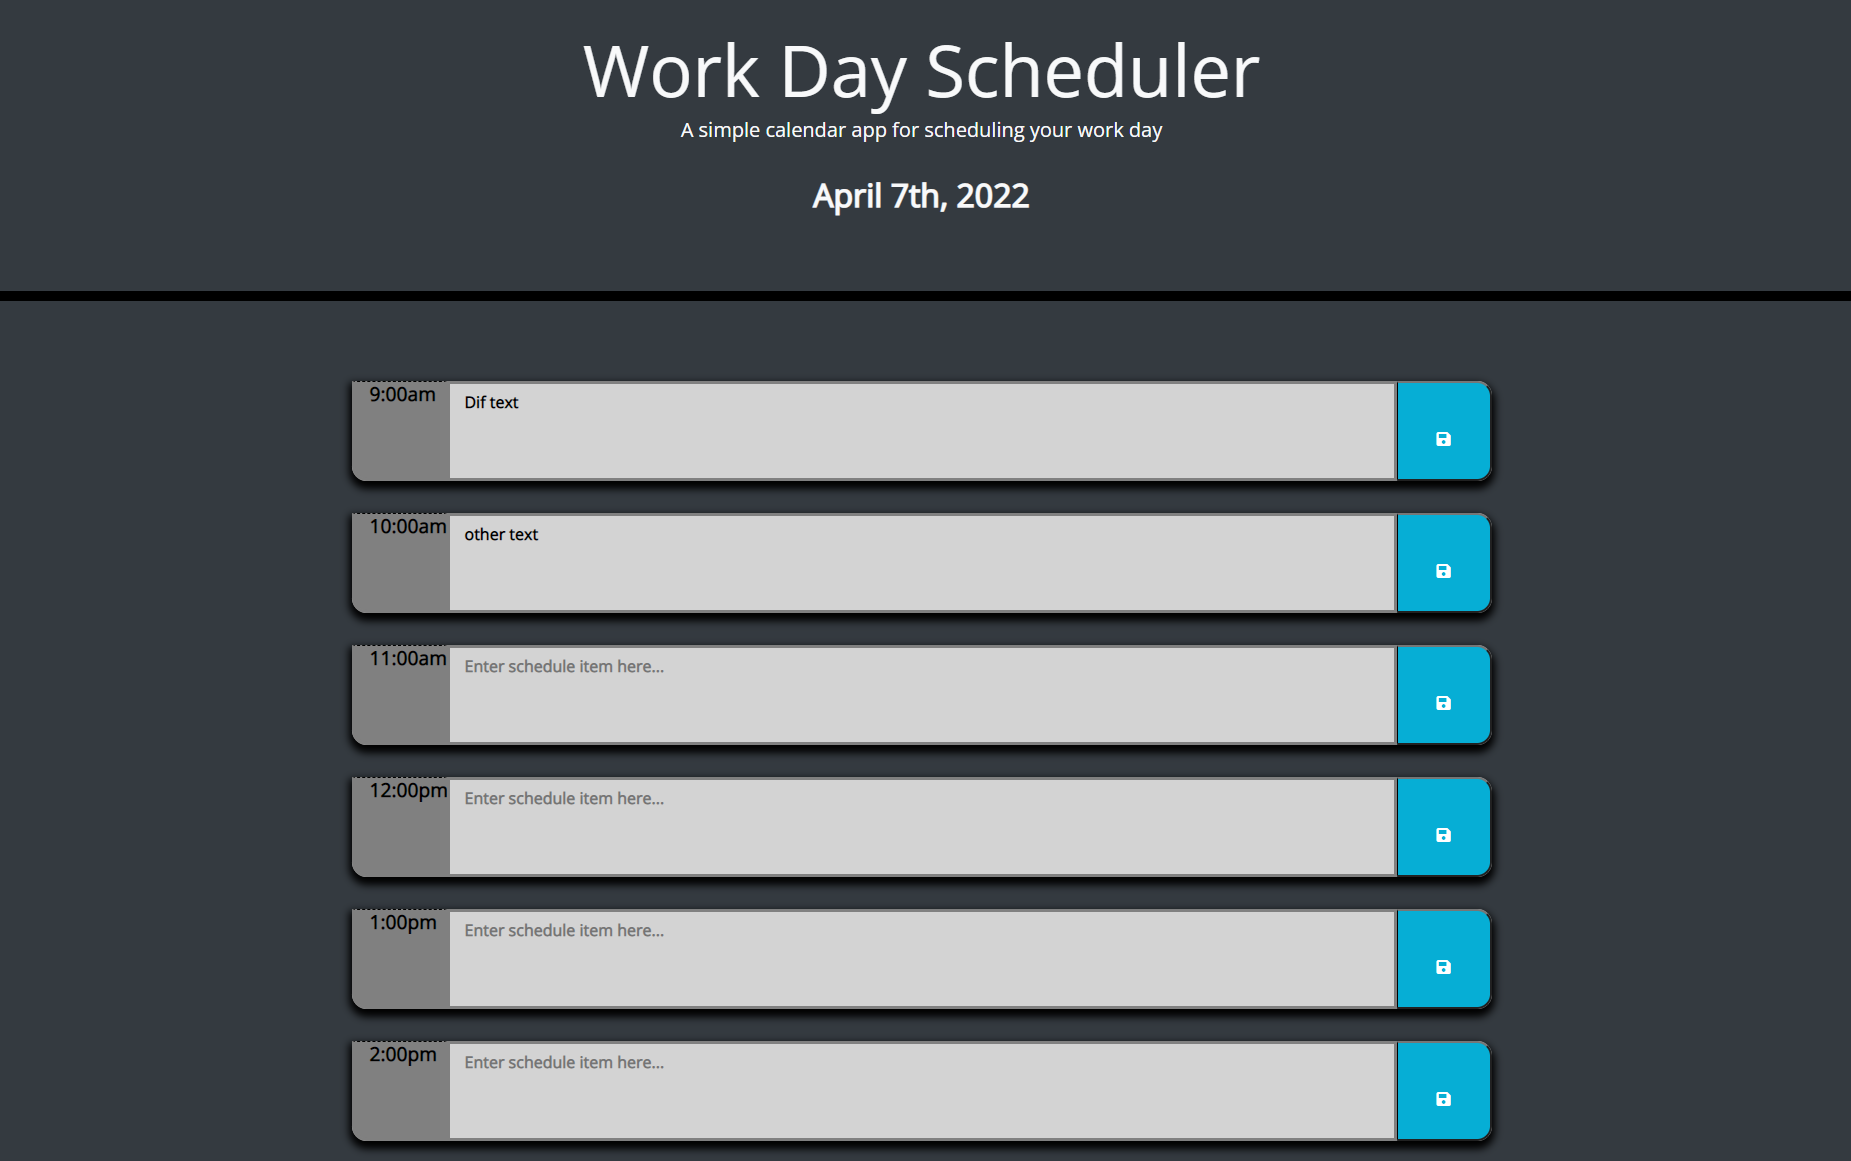 Work Day Scheduler
A simple calendar app for scheduling your work day
April 7th, 2022
9:00am
Dif text
10:00am
other text
11:00am
Enter schedule item here...
12:00pm
Enter schedule item here...
1:00pm
Enter schedule item here...
2:00pm
Enter schedule item here...